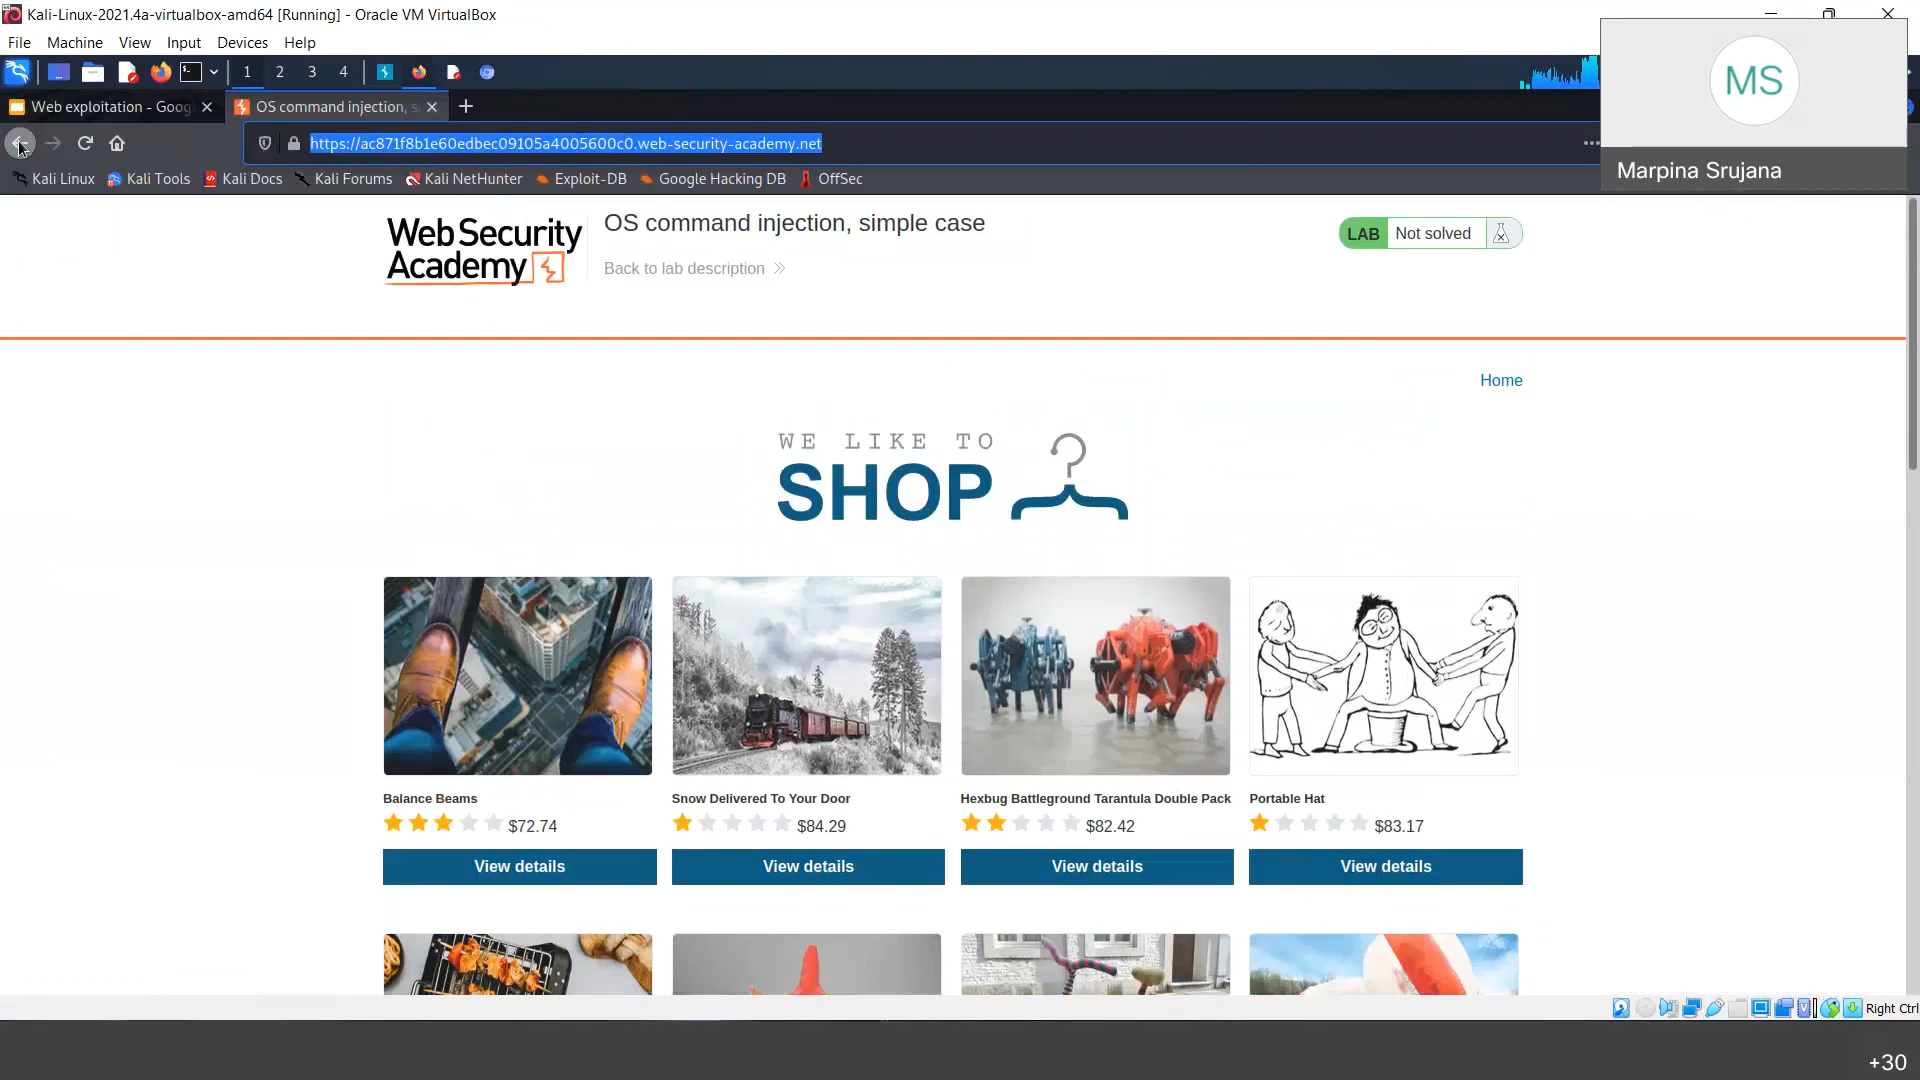 Kali-Linux-2021.4a-virtualbox-amd64 [Running] - Oracle VM VirtualBox
File Machine View Input Devices Help
1 2 3 4
Web exploitation - Goog
OS command injection, s
https://ac871f8b1e60edbec09105a4005600c0.web-security-academy.net
Kali Linux Kali Tools Kali Docs Kali Forums Kali NetHunter Exploit-DB Google Hacking DB OffSec
MS
Marpina Srujana
WebSecurity
Academy
OS command injection, simple case
Back to lab description
LAB Not solved
Home
WE LIKE TO
SHOP
Balance Beams
$72.74
View details
Snow Delivered To Your Door
$84.29
View details
Hexbug Battleground Tarantula Double Pack
$82.42
View details
Portable Hat
$83.17
View details
Right Ctrl
+30